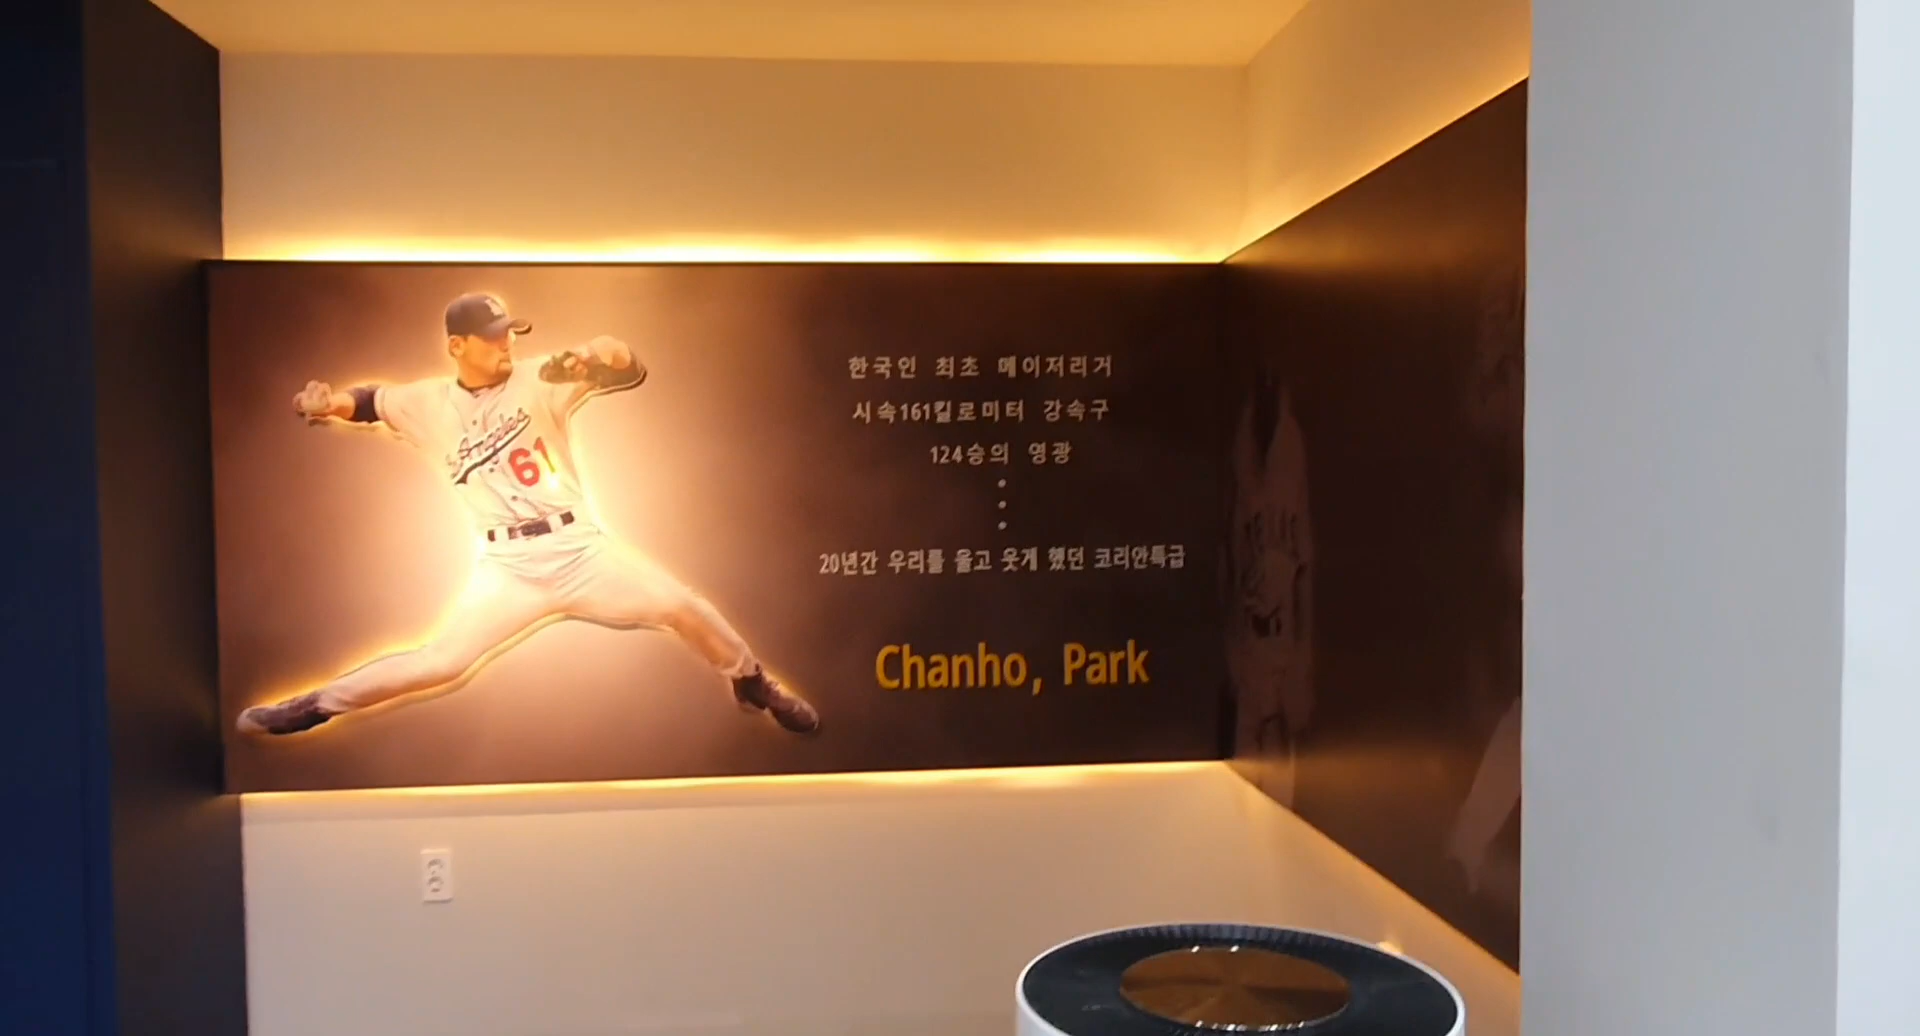 한국인 최초 메이저리거
시속161킬로미터 강속구
124승의 영광
20년간 우리를 울고 웃게 했던 코리안특급
Chanho, Park
Angeles
61